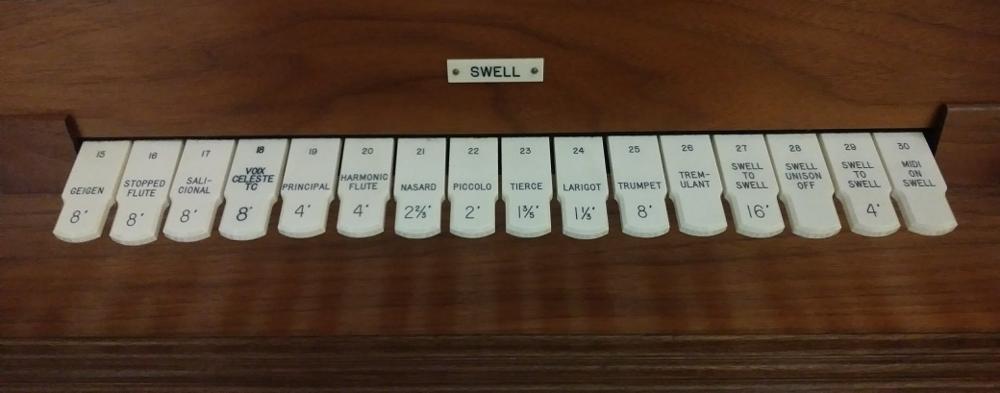 SWELL
15
GEIGEN
8'
16
STOPPED
FLUTE
8'
17
SALI-
CIONAL
8'
18
VOIX
CELESTE
TC
8'
19
PRINCIPAL
4'
20
HARMONIC
FLUTE
4'
21
NASARD
2⅔'
22
PICCOLO
2'
23
TIERCE
1⅗'
24
LARIGOT
1⅓'
25
TRUMPET
8'
26
TREM-
ULANT
27
SWELL
TO
SWELL
16'
28
SWELL
UNISON
OFF
29
SWELL
TO
SWELL
4'
30
MIDI
ON
SWELL